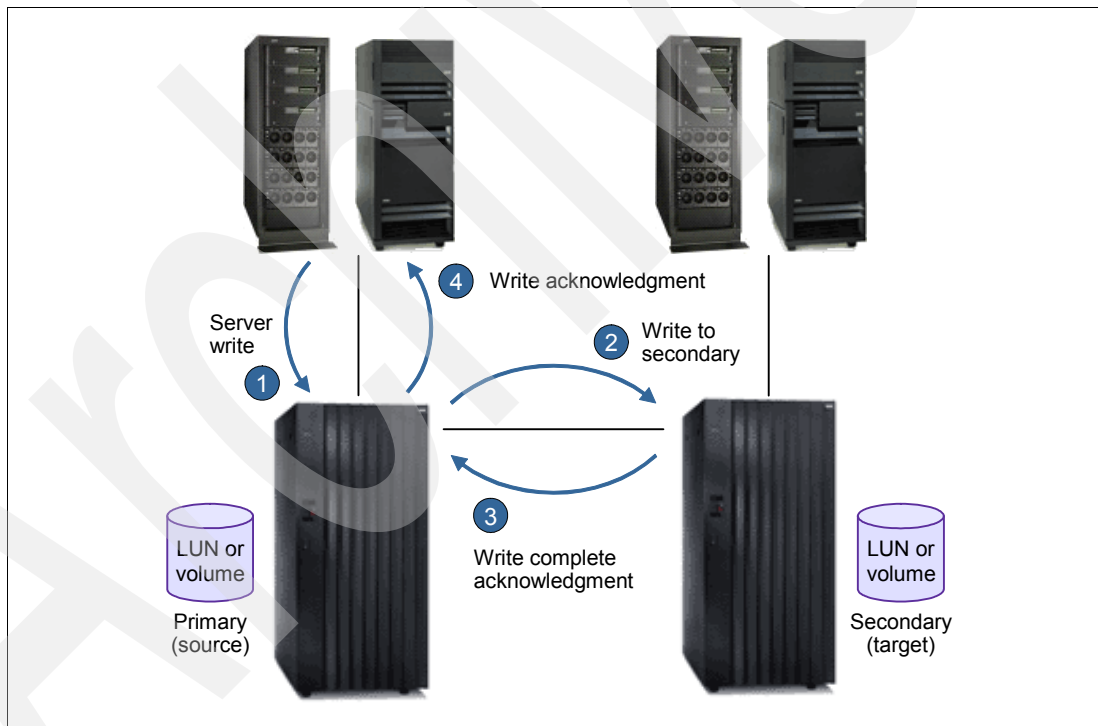 4
Write acknowledgment
Server
write
1
2
Write to
secondary
3
Write complete
acknowledgment
LUN or
volume
Primary
(source)
LUN or
volume
Secondary
(target)